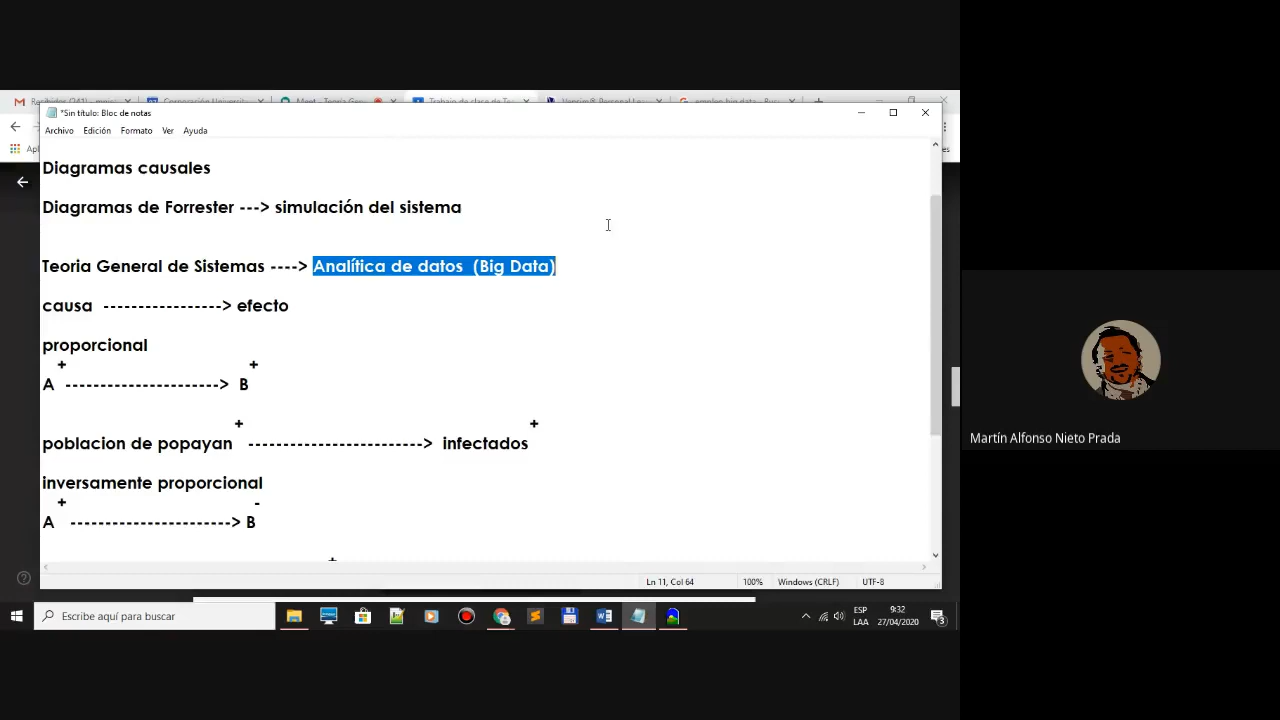 *Sin título: Bloc de notas
Archivo Edición Formato Ver Ayuda
Diagramas causales
Diagramas de Forrester ---> simulación del sistema
Teoria General de Sistemas ----> Analítica de datos (Big Data)
causa -----------------> efecto
proporcional
+ +
A ----------------------> B
+ +
poblacion de popayan -------------------------> infectados
inversamente proporcional
+ -
A -----------------------> B
+
Ln 11, Col 64 100% Windows (CRLF) UTF-8
Escribe aquí para buscar
ESP 9:32
LAA 27/04/2020
3
Martín Alfonso Nieto Prada